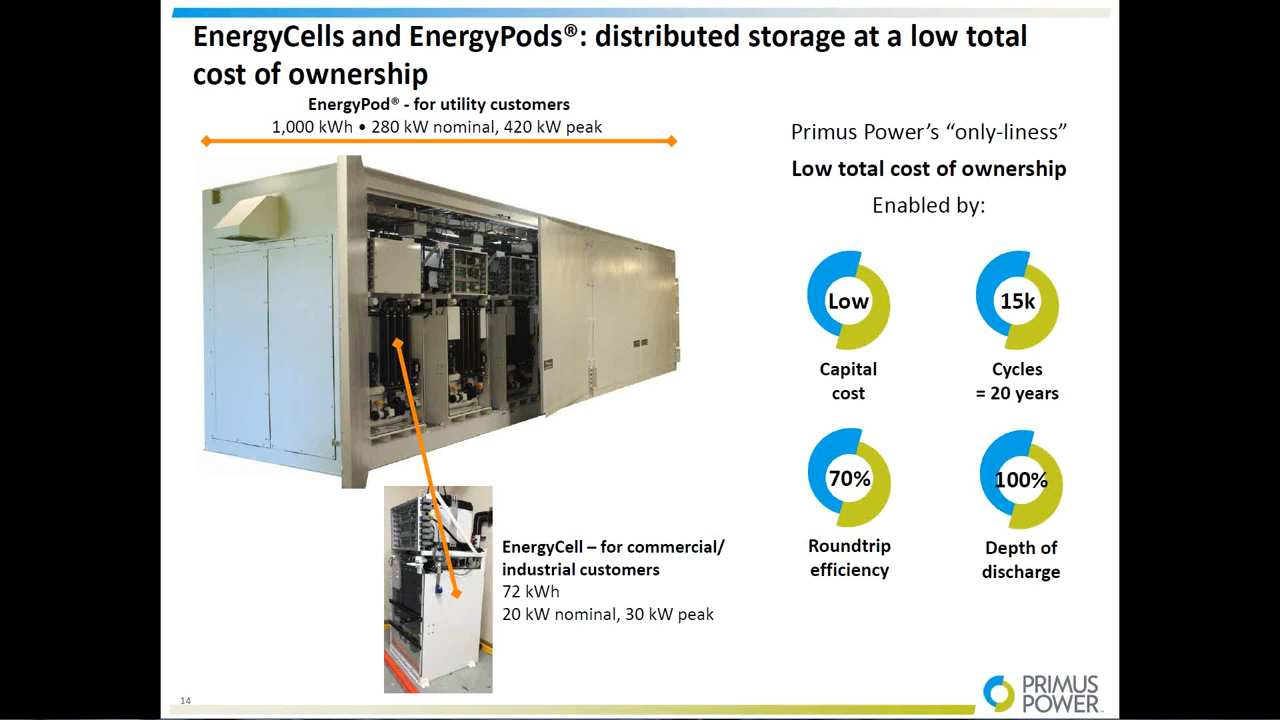 EnergyCells and EnergyPods®: distributed storage at a low total
cost of ownership
EnergyPod® - for utility customers
1,000 kWh • 280 kW nominal, 420 kW peak
Primus Power’s “only-liness”
Low total cost of ownership
Enabled by:
Low
Capital
cost
15k
Cycles
= 20 years
70%
Roundtrip
efficiency
100%
Depth of
discharge
EnergyCell – for commercial/
industrial customers
72 kWh
20 kW nominal, 30 kW peak
14
PRIMUS
POWER